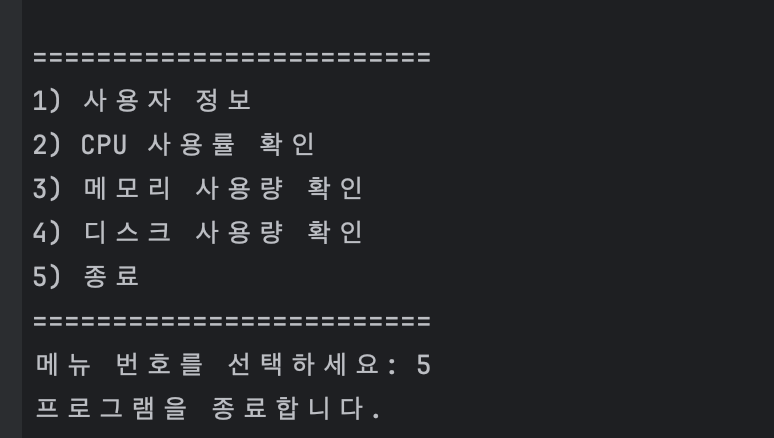 =========================
1) 사용자 정보
2) CPU 사용률 확인
3) 메모리 사용량 확인
4) 디스크 사용량 확인
5) 종료
=========================
메뉴 번호를 선택하세요: 5
프로그램을 종료합니다.